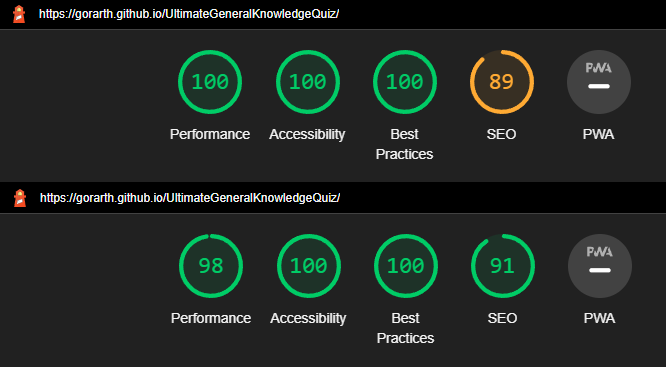 https://gorarth.github.io/UltimateGeneralKnowledgeQuiz/
100 100 100 89 PWA
Performance Accessibility Best Practices SEO PWA
https://gorarth.github.io/UltimateGeneralKnowledgeQuiz/
98 100 100 91 PWA
Performance Accessibility Best Practices SEO PWA